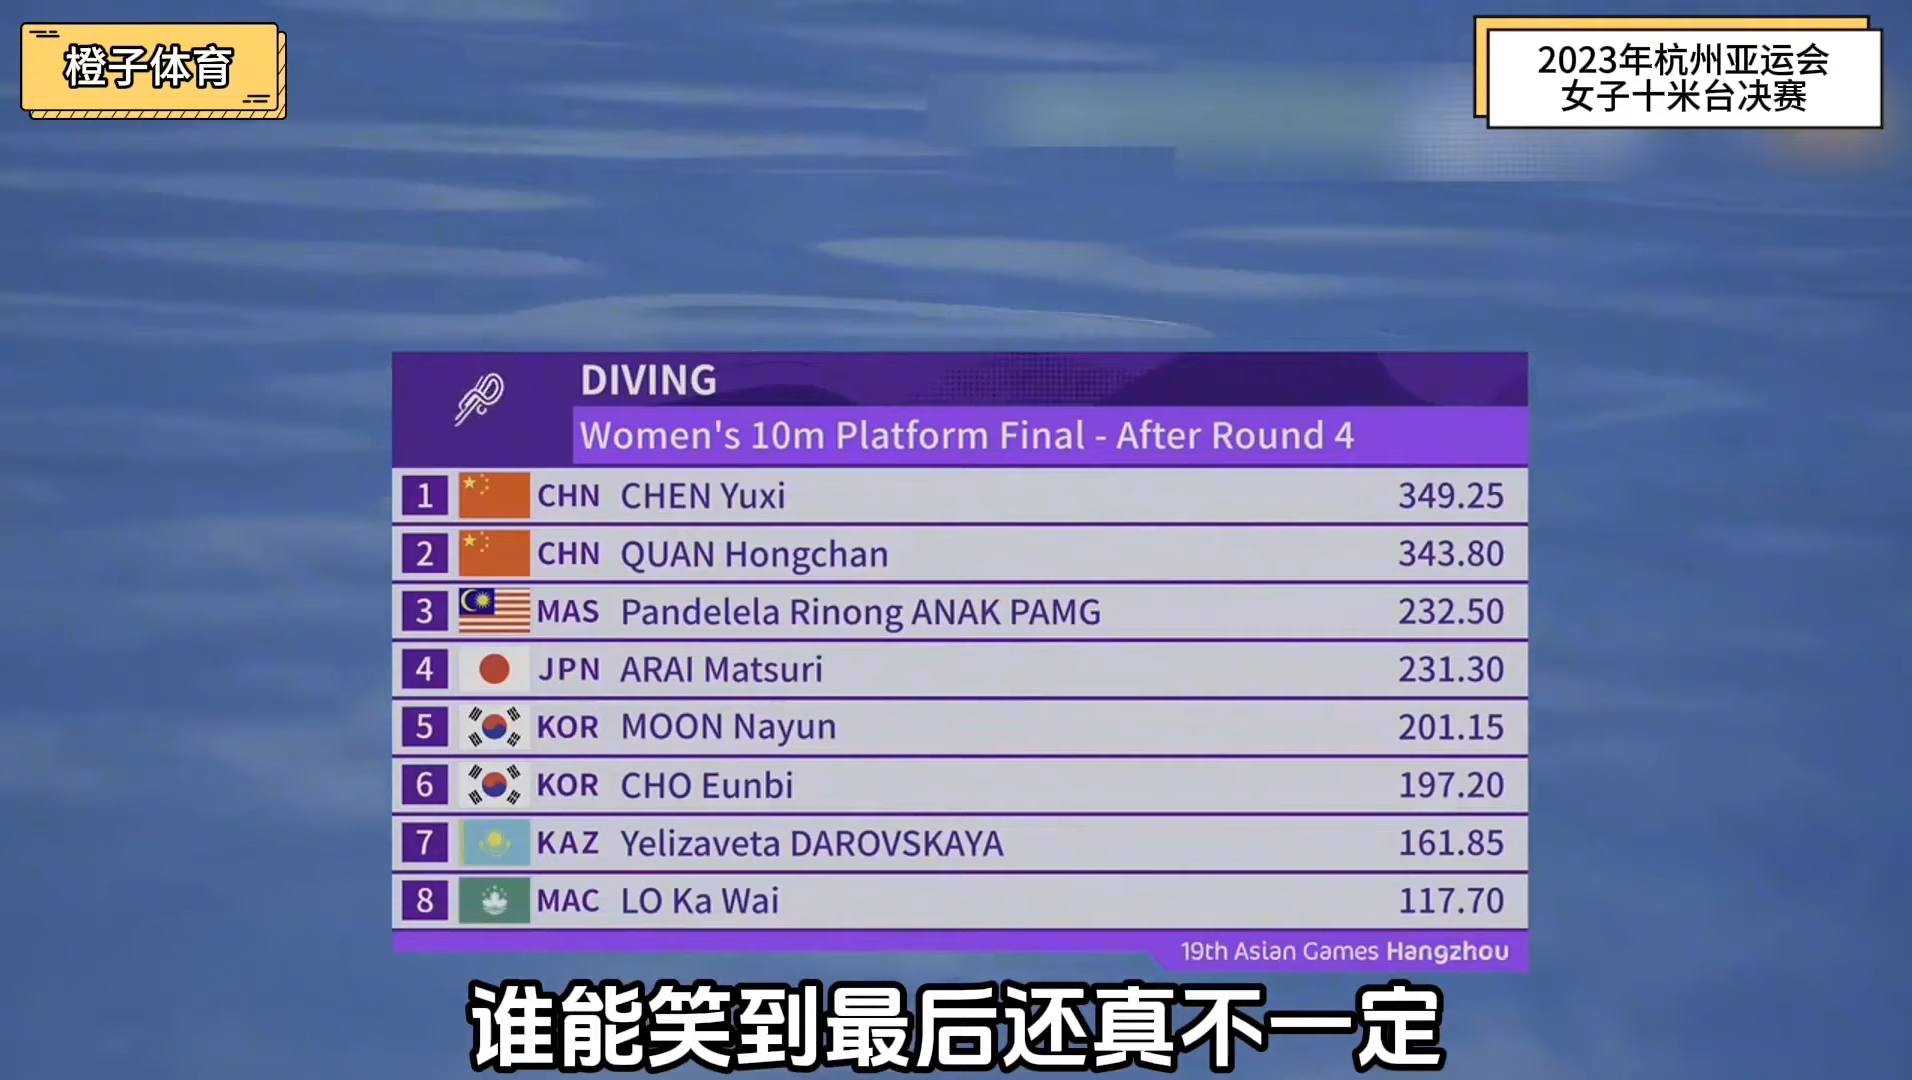 橙子体育
2023年杭州亚运会
女子十米台决赛
DIVING
Women's 10m Platform Final - After Round 4
1 CHN CHEN Yuxi 349.25
2 CHN QUAN Hongchan 343.80
3 MAS Pandelela Rinong ANAK PAMG 232.50
4 JPN ARAI Matsuri 231.30
5 KOR MOON Nayun 201.15
6 KOR CHO Eunbi 197.20
7 KAZ Yelizaveta DAROVSKAYA 161.85
8 MAC LO Ka Wai 117.70
19th Asian Games Hangzhou
谁能笑到最后还真不一定